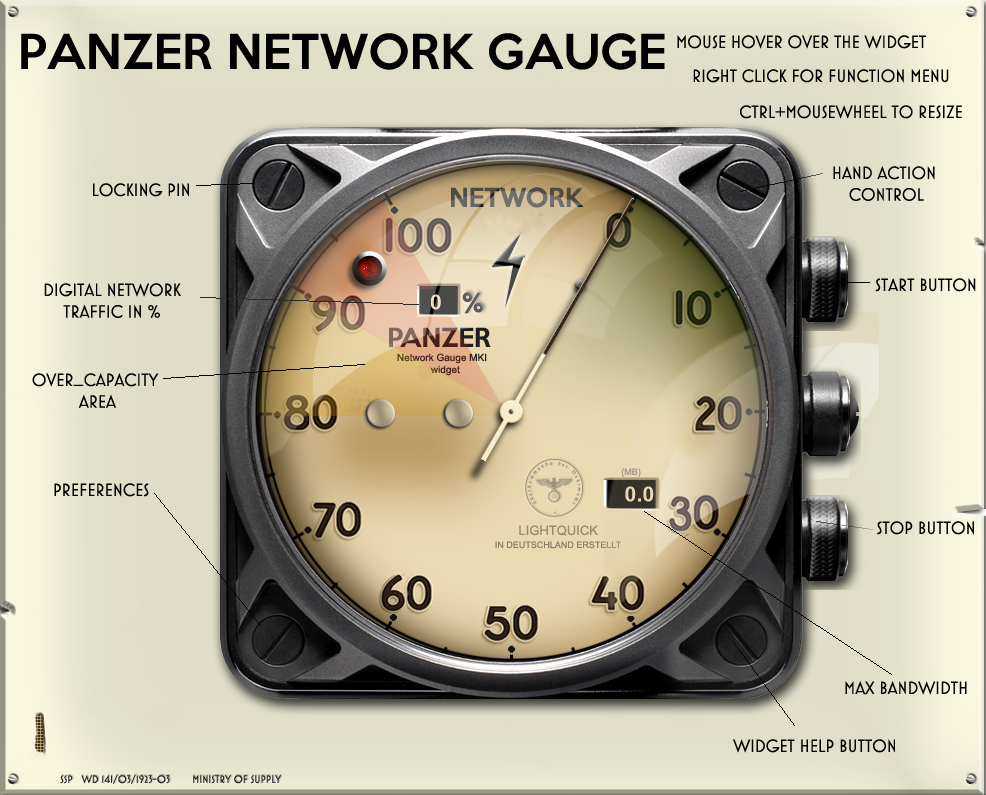 PANZER NETWORK GAUGE
MOUSE HOVER OVER THE WIDGET
RIGHT CLICK FOR FUNCTION MENU
CTRL+MOUSEWHEEL TO RESIZE
LOCKING PIN
HAND ACTION
CONTROL
NETWORK
100
0
DIGITAL NETWORK
TRAFFIC IN %
0 %
START BUTTON
90
10
PANZER
Network Gauge MKI
widget
OVER_CAPACITY
AREA
80
20
PREFERENCES
(MB)
0.0
70
30
LIGHTQUICK
IN DEUTSCHLAND ERSTELLT
STOP BUTTON
60
40
50
MAX BANDWIDTH
WIDGET HELP BUTTON
SSP WD 141/03/1923-03 MINISTRY OF SUPPLY